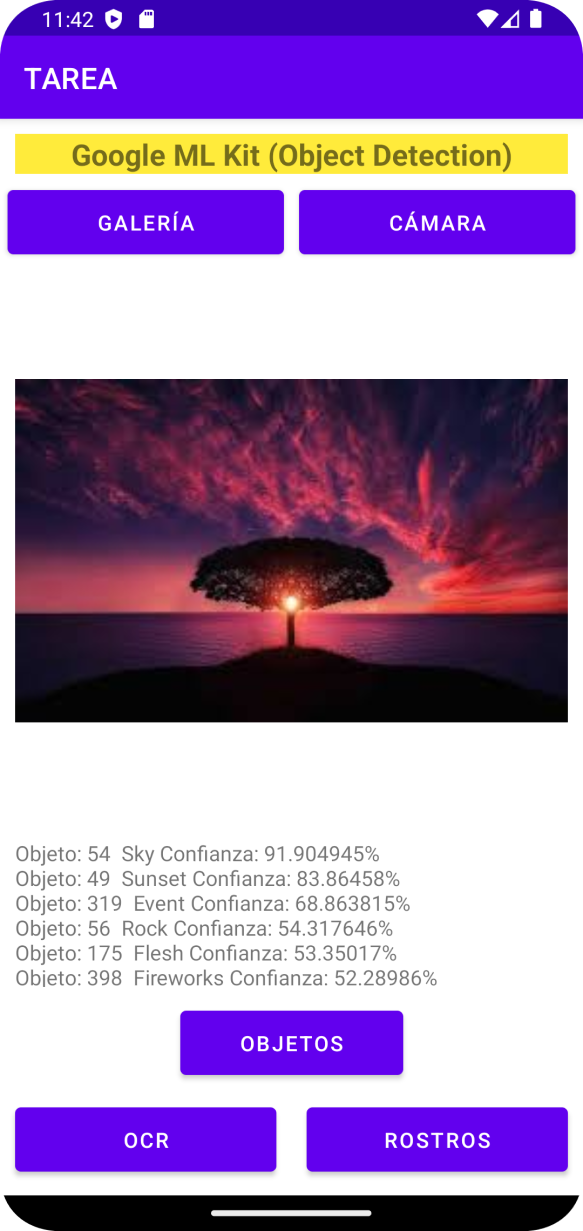 11:42
TAREA
Google ML Kit (Object Detection)
GALERÍA
CÁMARA
Objeto: 54  Sky Confianza: 91.904945%
Objeto: 49  Sunset Confianza: 83.86458%
Objeto: 319  Event Confianza: 68.863815%
Objeto: 56  Rock Confianza: 54.317646%
Objeto: 175  Flesh Confianza: 53.35017%
Objeto: 398  Fireworks Confianza: 52.28986%
OBJETOS
OCR
ROSTROS